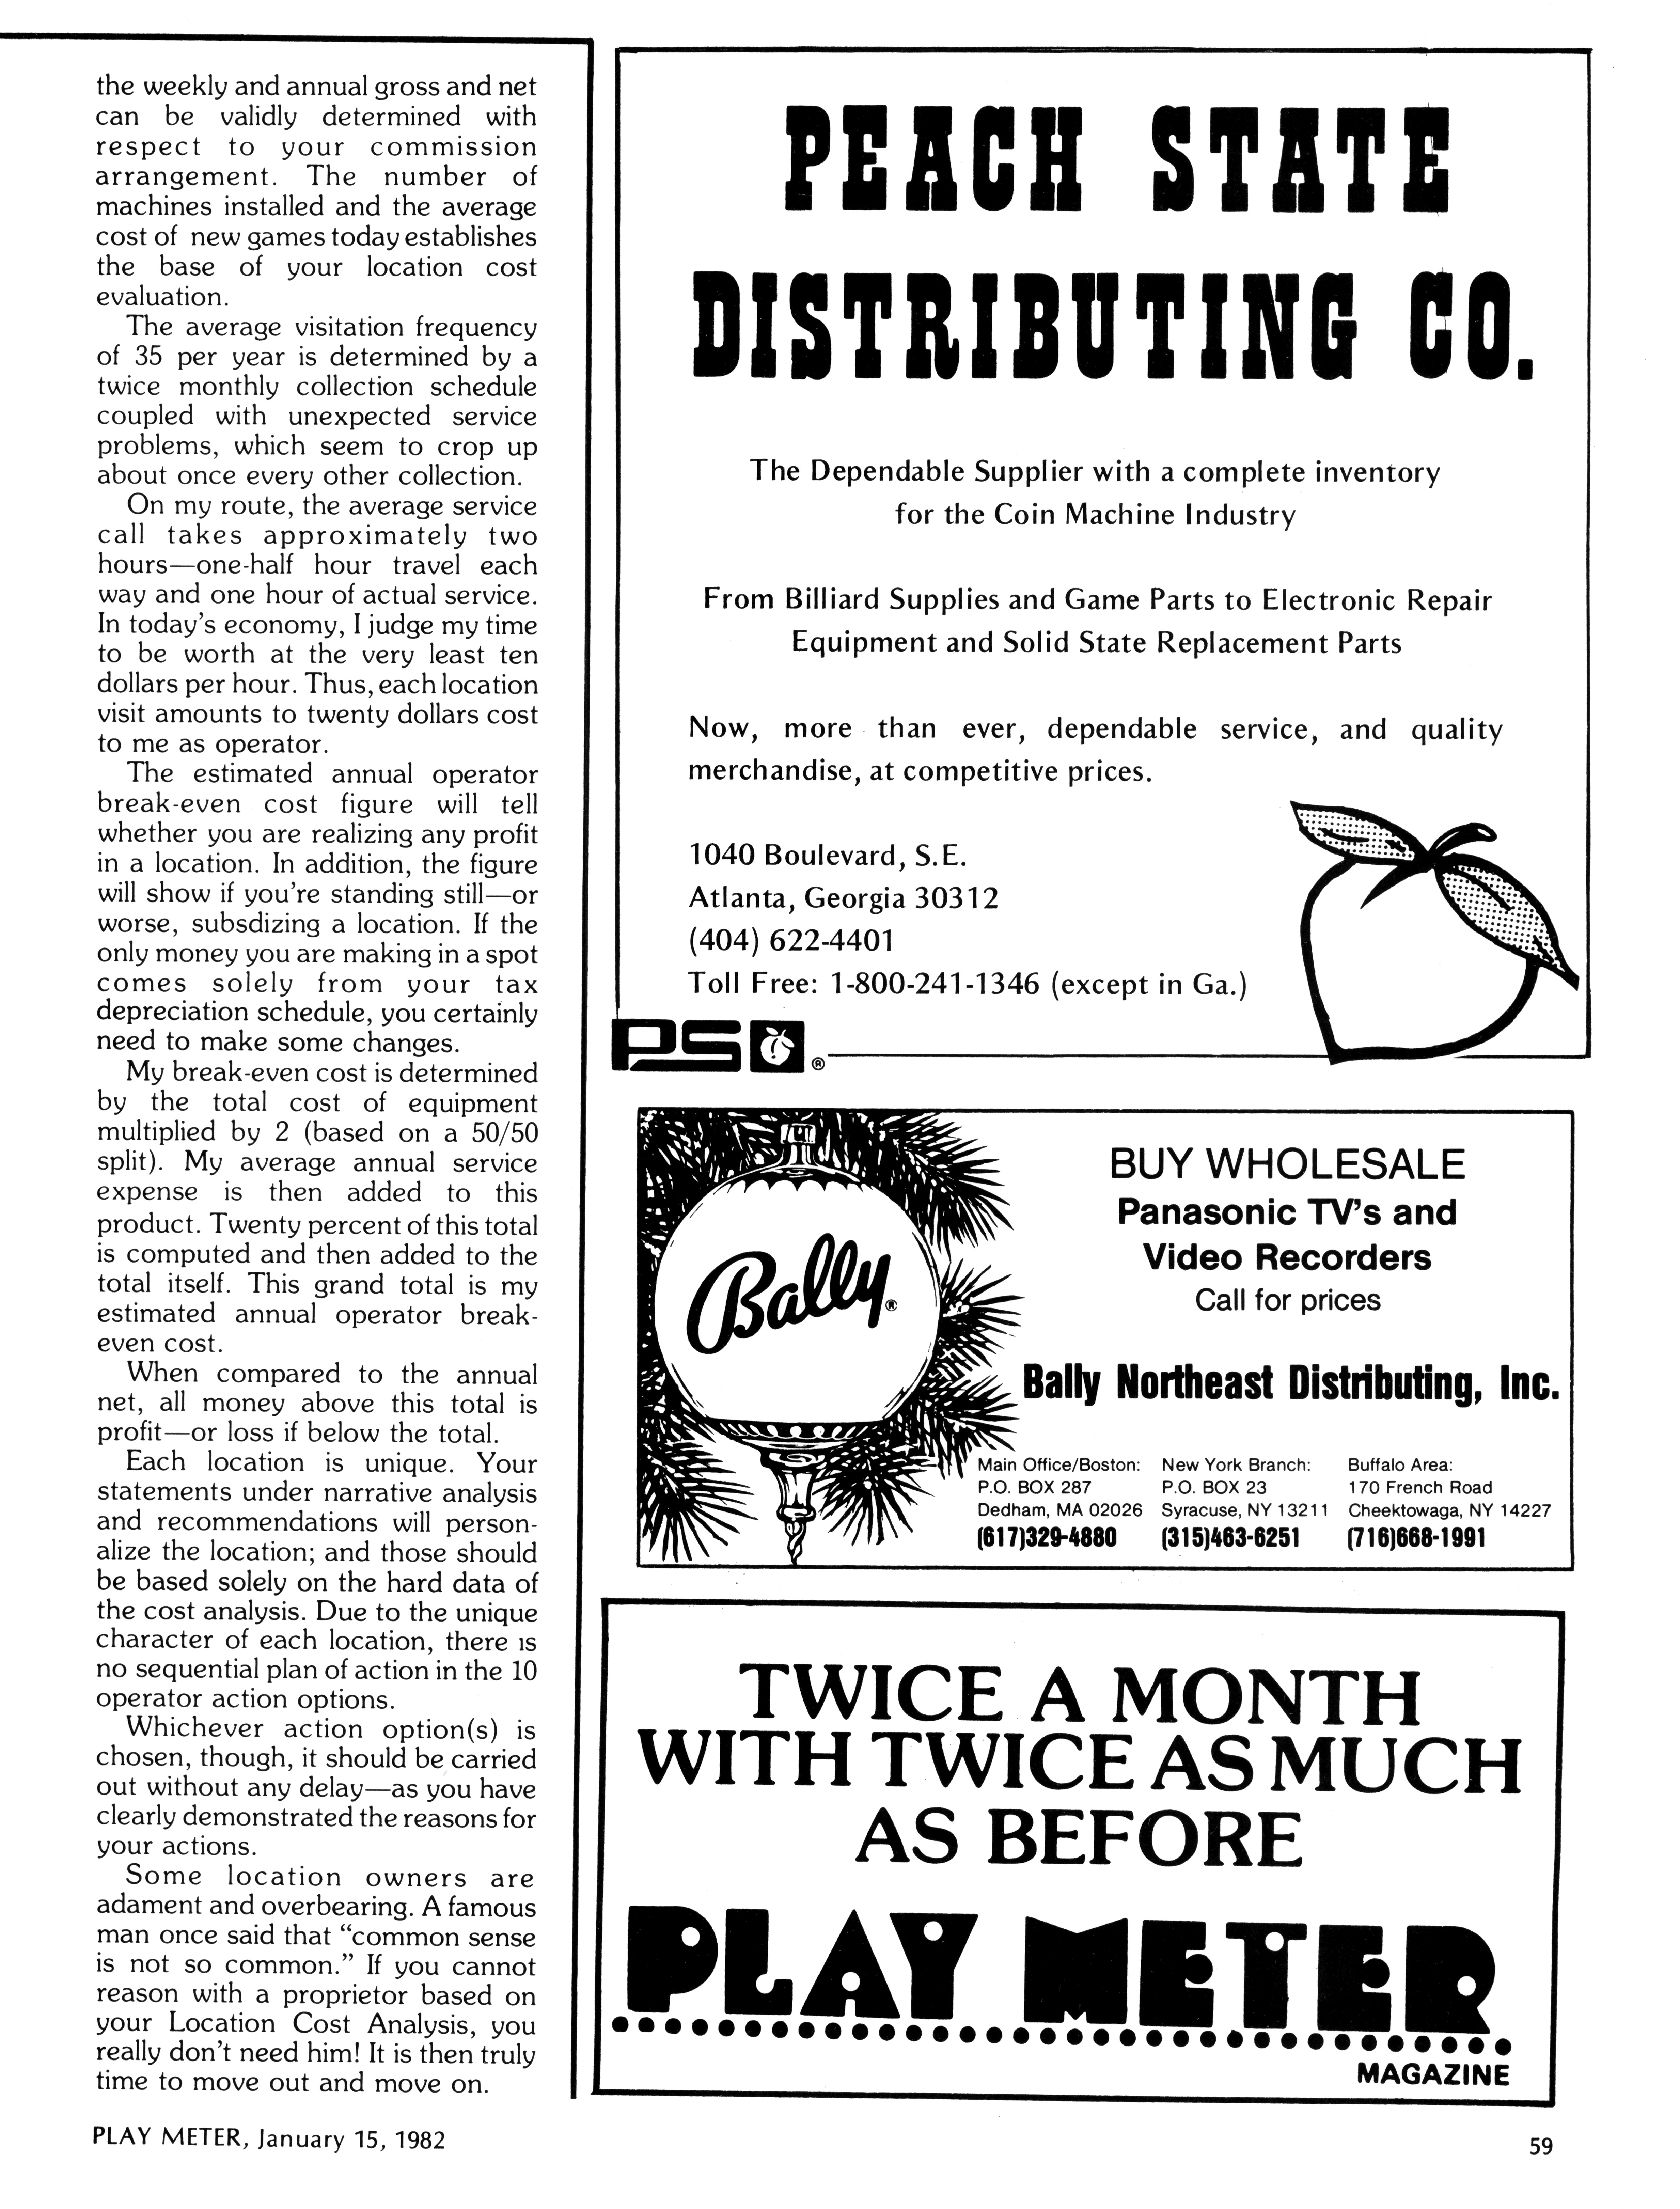 the weekly and annual gross and net
can be validly determined with
respect to your commission
arrangement. The number of
machines installed and the average
cost of new games today establishes
the base of your location cost
evaluation.
The average visitation frequency
of 35 per year is determined by a
twice monthly collection schedule
coupled with unexpected service
problems, which seem to crop up
about once every other collection.
On my route, the average service
call takes approximately two
hours—one-half hour travel each
way and one hour of actual service.
In today's economy, I judge my time
to be worth at the very least ten
dollars per hour. Thus, each location
visit amounts to twenty dollars cost
to me as operator.
The estimated annual operator
break-even cost figure will tell
whether you are realizing any profit
in a location. In addition, the figure
will show if you're standing still—or
worse, subsdizing a location. If the
only money you are making in a spot
comes solely from your tax
depreciation schedule, you certainly
need to make some changes.
My break-even cost is determined
by the total cost of equipment
multiplied by 2 (based on a 50/50
split). My average annual service
expense is then added to this
product. Twenty percent of this total
is computed and then added to the
total itself. This grand total is my
estimated annual operator break-
even cost.
When compared to the annual
net, all money above this total is
profit—or loss if below the total.
Each location is unique. Your
statements under narrative analysis
and recommendations will person-
alize the location; and those should
be based solely on the hard data of
the cost analysis. Due to the unique
character of each location, there is
no sequential plan of action in the 10
operator action options.
Whichever action option(s) is
chosen, though, it should be carried
out without any delay—as you have
clearly demonstrated the reasons for
your actions.
Some location owners are
adament and overbearing. A famous
man once said that “common sense
is not so common.” If you cannot
reason with a proprietor based on
your Location Cost Analysis, you
really don't need him! It is then truly
time to move out and move on.
PEACH STATE
DISTRIBUTING CO.
The Dependable Supplier with a complete inventory
for the Coin Machine Industry
From Billiard Supplies and Game Parts to Electronic Repair
Equipment and Solid State Replacement Parts
Now, more than ever, dependable service, and quality
merchandise, at competitive prices.
1040 Boulevard, S.E.
Atlanta, Georgia 30312
(404) 622-4401
Toll Free: 1-800-241-1346 (except in Ga.)
PS ®
Bally®
BUY WHOLESALE
Panasonic TV's and
Video Recorders
Call for prices
Bally Northeast Distributing, Inc.
Main Office/Boston:
P.O. BOX 287
Dedham, MA 02026
(617)329-4880
New York Branch:
P.O. BOX 23
Syracuse, NY 13211
(315)463-6251
Buffalo Area:
170 French Road
Cheektowaga, NY 14227
(716)668-1991
TWICE A MONTH
WITH TWICE AS MUCH
AS BEFORE
PLAY METER
MAGAZINE
PLAY METER, January 15, 1982
59